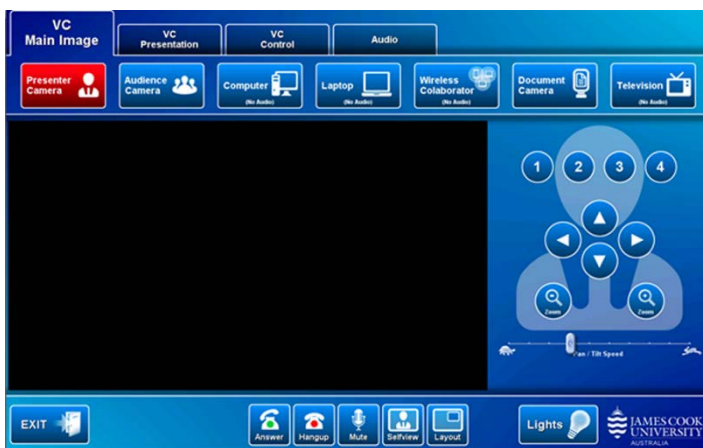 VC
Main Image
VC
Presentation
VC
Control
Audio
Presenter
Camera
Audience
Camera
Computer
(No Audio)
Laptop
(No Audio)
Wireless
Colaborator
(No Audio)
Document
Camera
Television
(No Audio)
1 2 3 4
Zoom
Zoom
Pan / Tilt Speed
EXIT
Answer
Hangup
Mute
Selfview
Layout
Lights
JAMES COOK
UNIVERSITY
AUSTRALIA